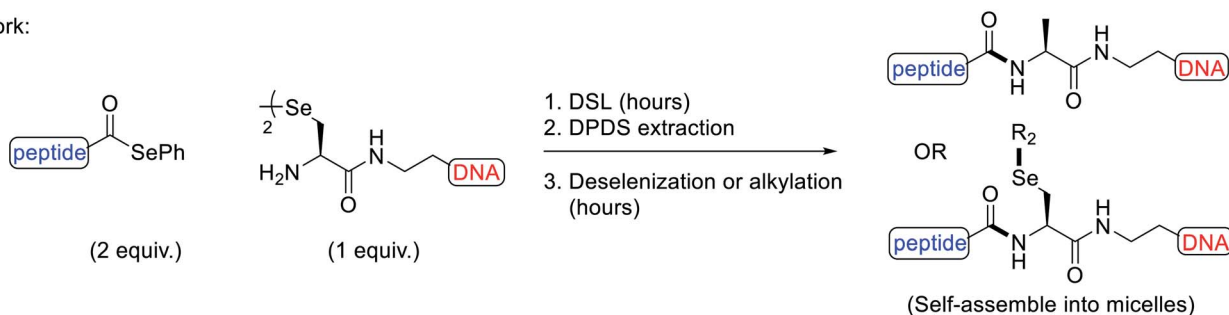 ork:
peptide
O
SePh
(2 equiv.)
2
Se
H2N
O
H
N
DNA
(1 equiv.)
1. DSL (hours)
2. DPDS extraction
3. Deselenization or alkylation
(hours)
O
peptide
N
H
O
H
N
DNA
OR
R2
Se
O
peptide
N
H
O
H
N
DNA
(Self-assemble into micelles)